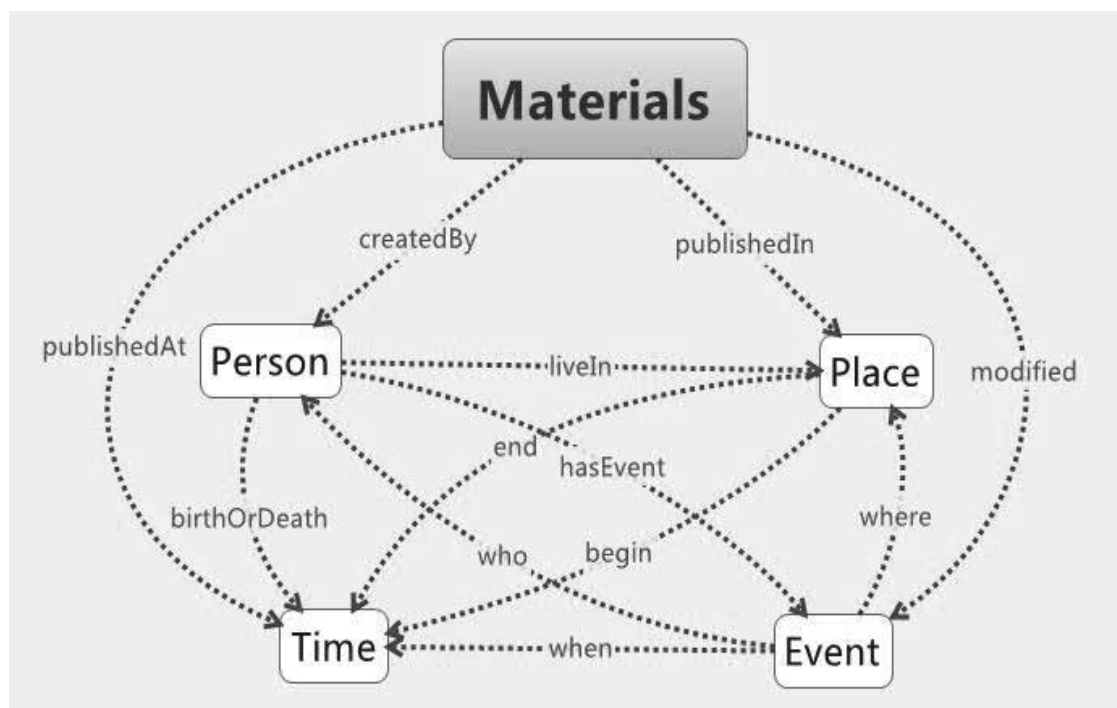 Materials
createdBy
publishedIn
publishedAt
Person
liveIn
Place
modified
end
hasEvent
birthOrDeath
where
who
begin
Time
when
Event